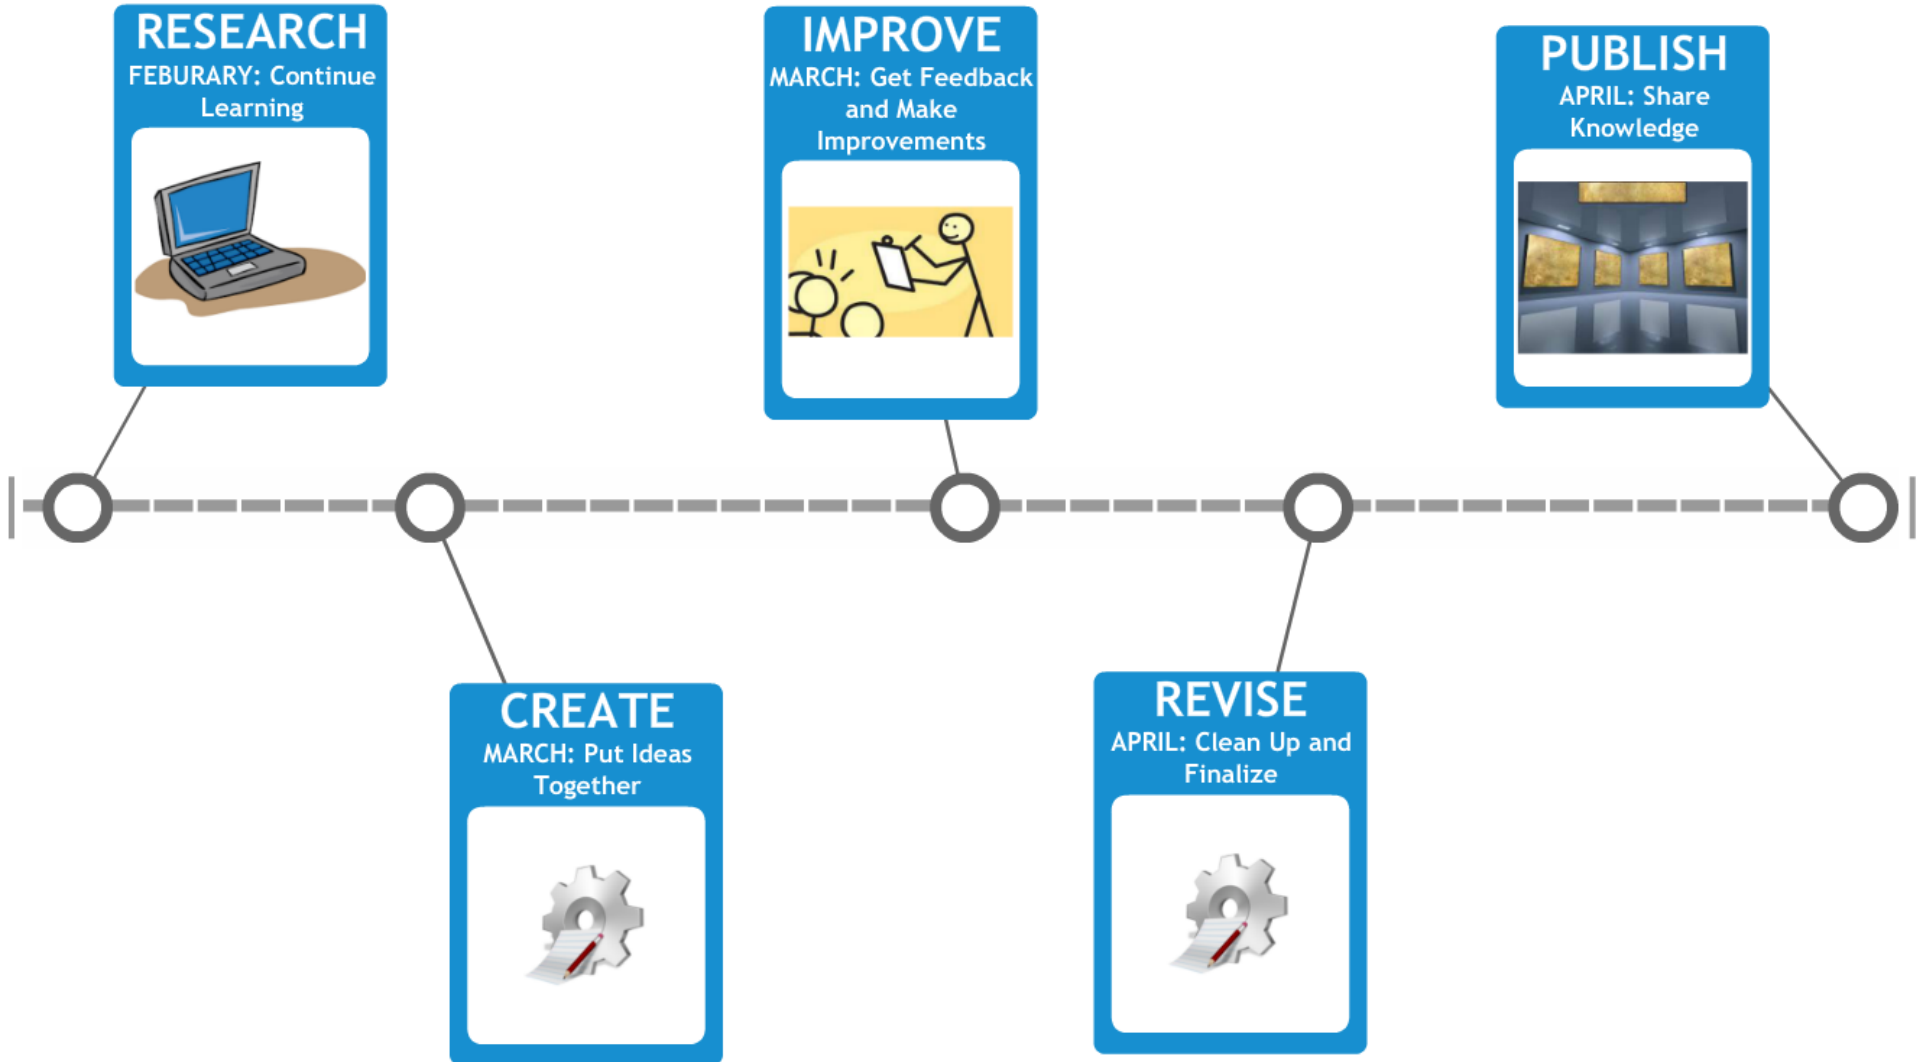 RESEARCH
FEBURARY: Continue
Learning
IMPROVE
MARCH: Get Feedback
and Make
Improvements
PUBLISH
APRIL: Share
Knowledge
CREATE
MARCH: Put Ideas
Together
REVISE
APRIL: Clean Up and
Finalize